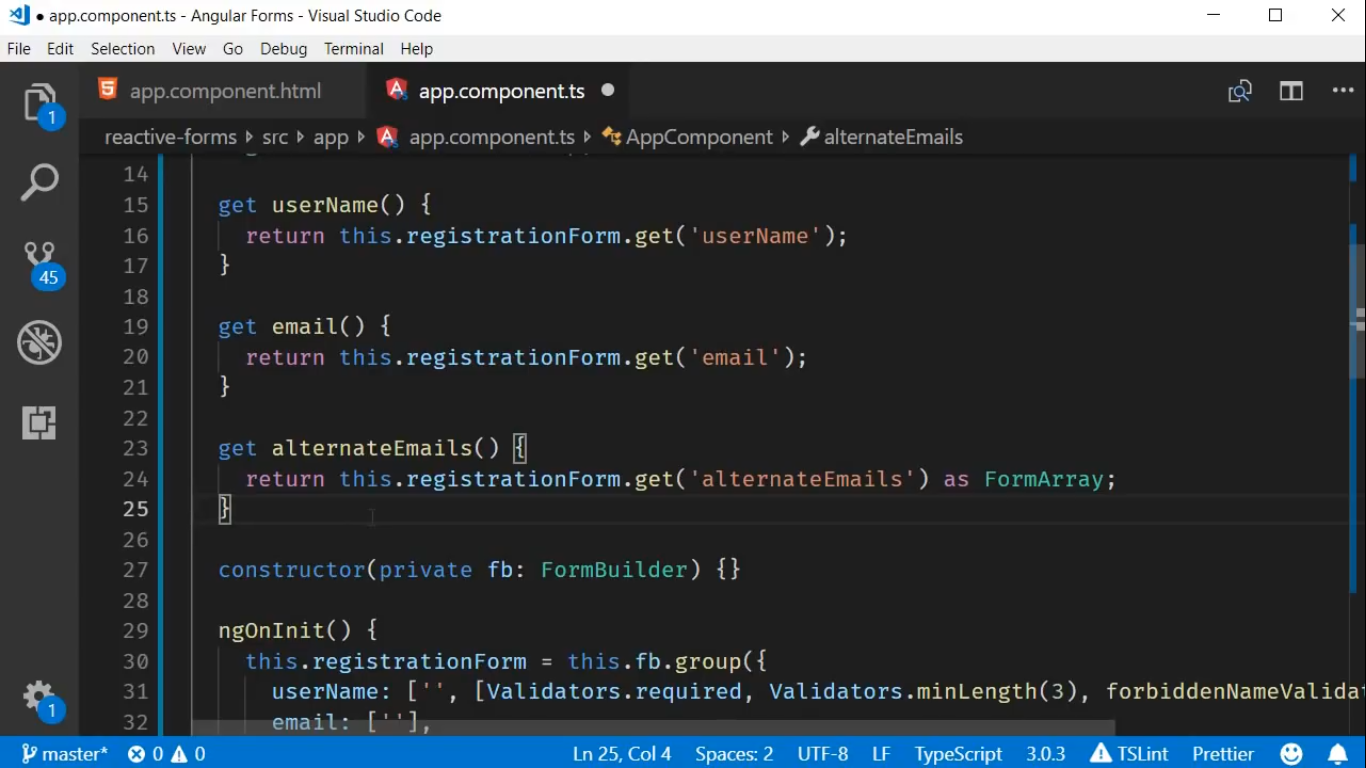 app.component.ts - Angular Forms - Visual Studio Code
File Edit Selection View Go Debug Terminal Help
app.component.html app.component.ts
1
reactive-forms src app app.component.ts AppComponent alternateEmails
14
15 get userName() {
16 return this.registrationForm.get('userName');
17 }
18
19 get email() {
20 return this.registrationForm.get('email');
21 }
22
23 get alternateEmails() {
24 return this.registrationForm.get('alternateEmails') as FormArray;
25 }
26
27 constructor(private fb: FormBuilder) {}
28
29 ngOnInit() {
30 this.registrationForm = this.fb.group({
31 userName: ['', [Validators.required, Validators.minLength(3),
32 email: [''],
45
1
master* 0 0 Ln 25, Col 4 Spaces: 2 UTF-8 LF TypeScript 3.0.3 TSLint Prettier